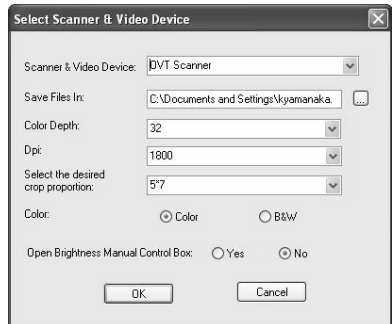 Select Scanner & Video Device
Scanner & Video Device: OVT Scanner
Save Files In: C:\Documents and Settings\kyamanaka. ...
Color Depth: 32
Dpi: 1800
Select the desired
crop proportion: 5*7
Color: Color B&W
Open Brightness Manual Control Box: Yes No
OK Cancel